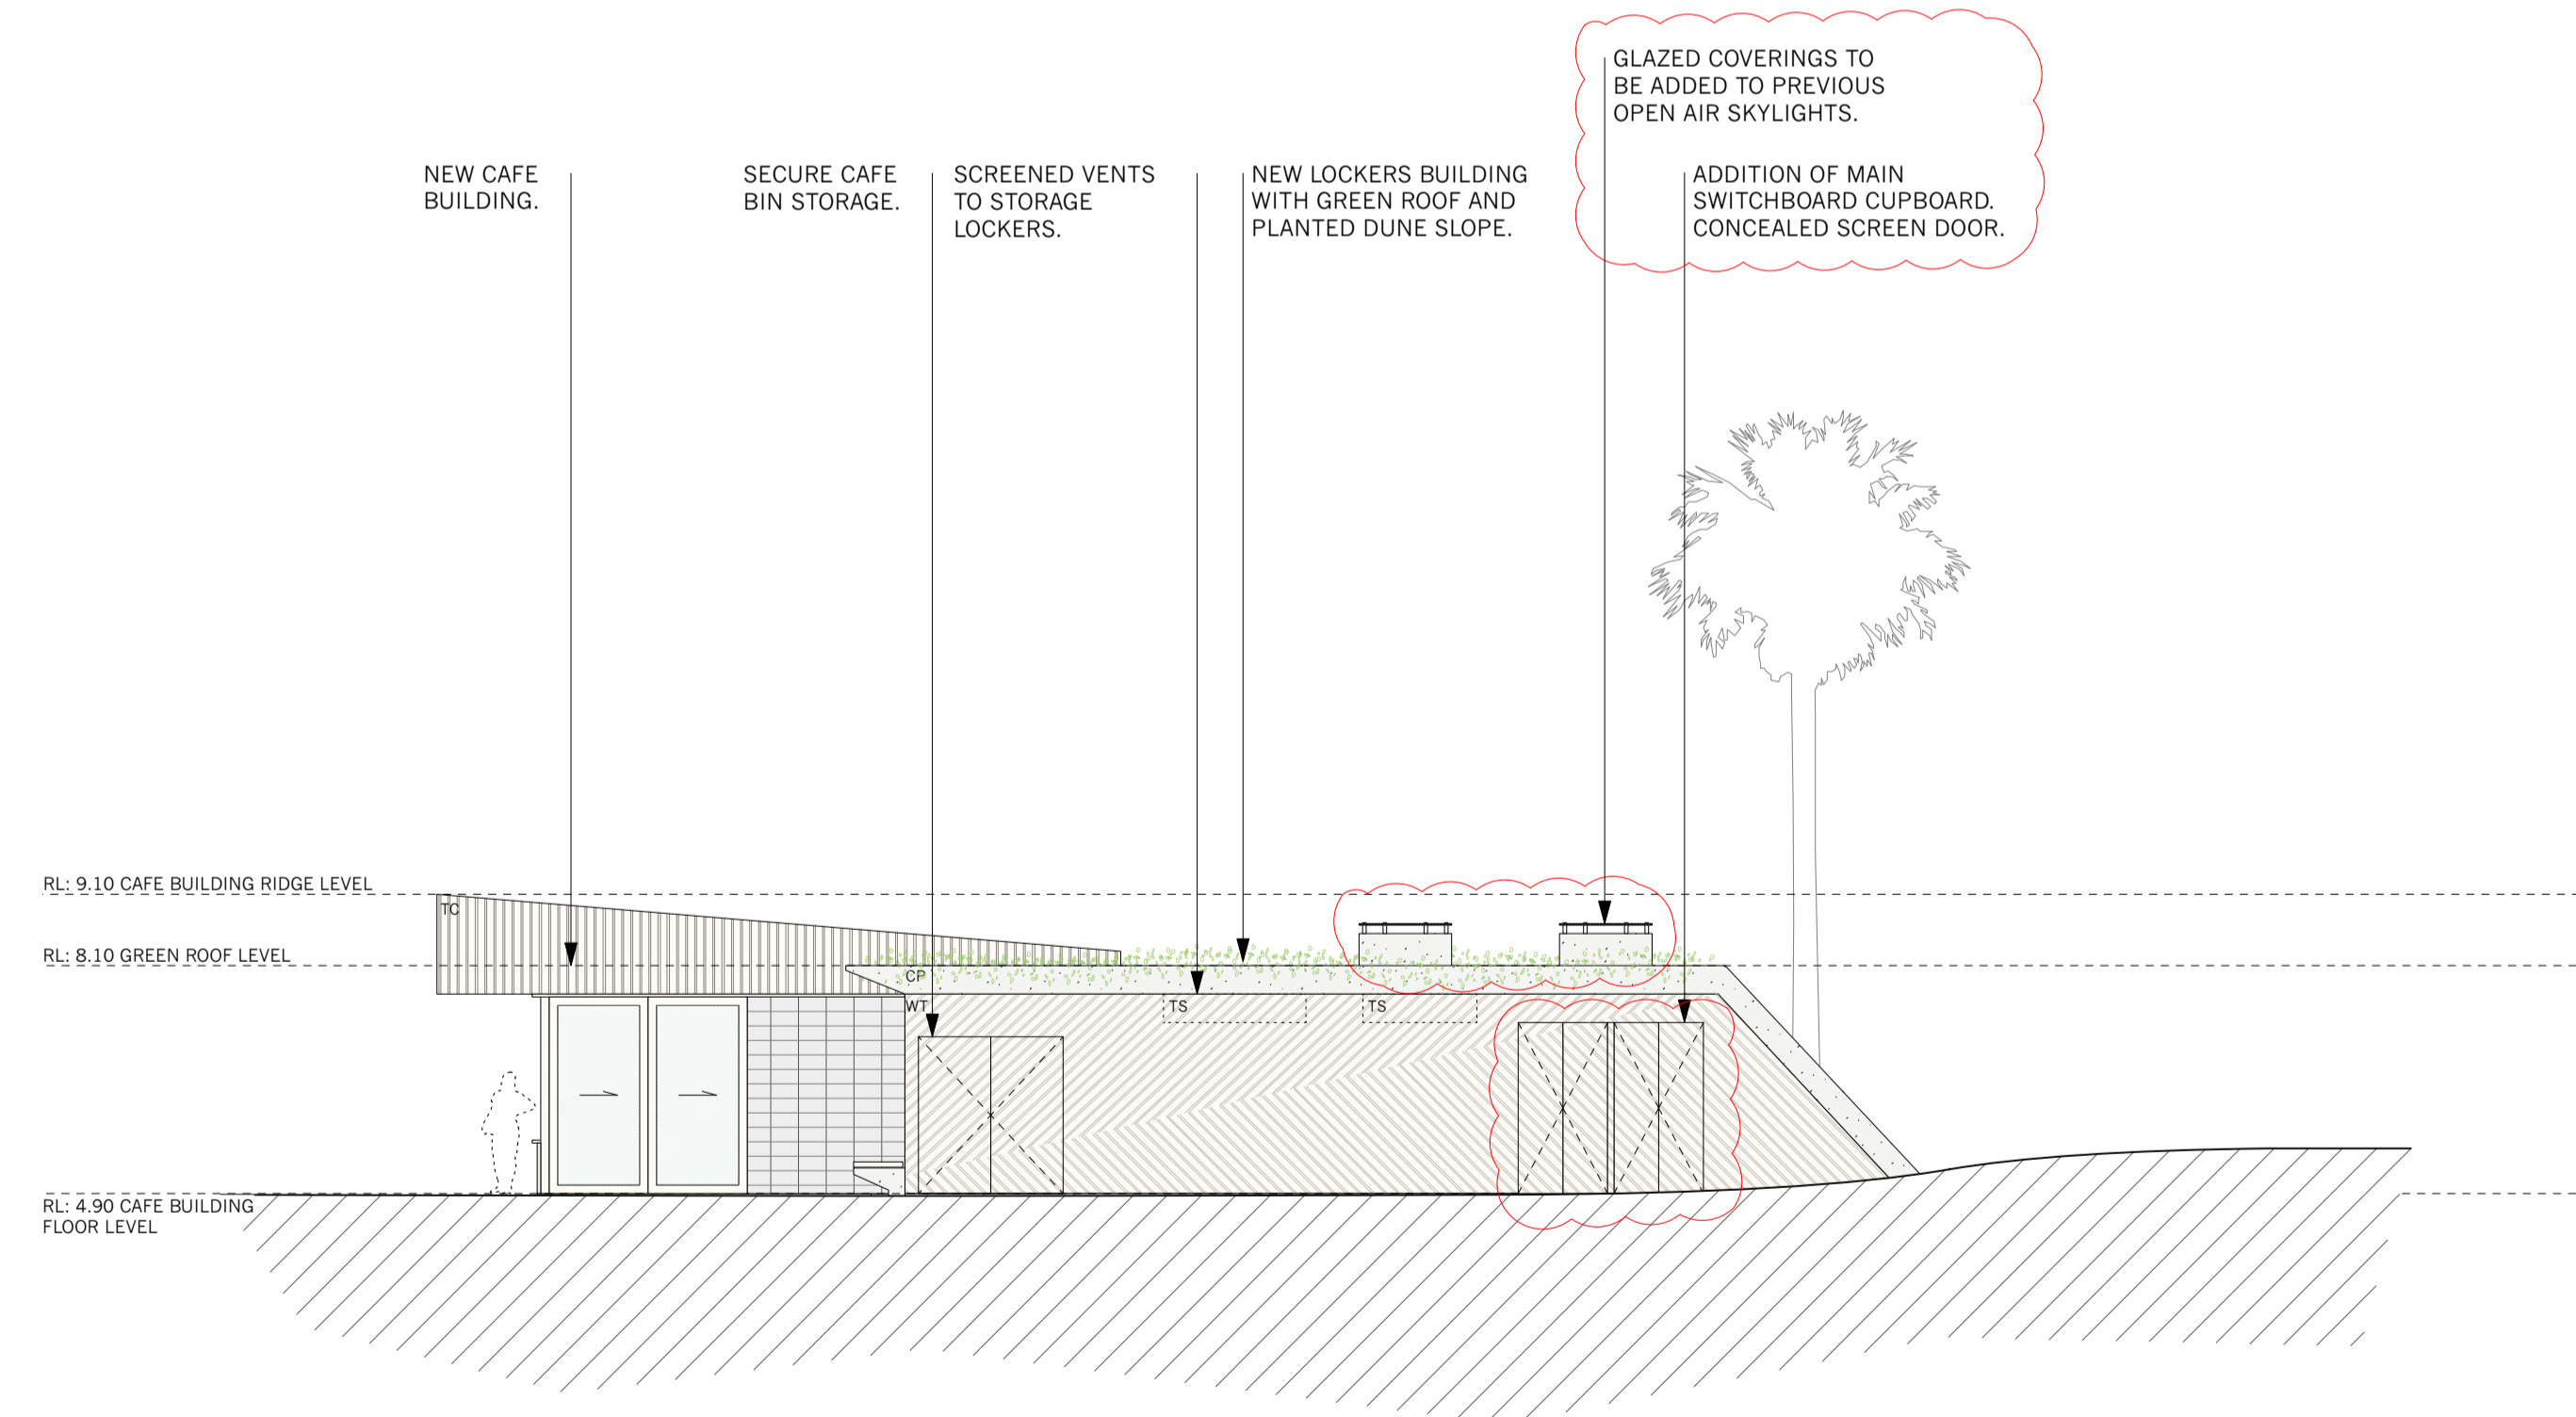 GLAZED COVERINGS TO
BE ADDED TO PREVIOUS
OPEN AIR SKYLIGHTS.
NEW CAFE
BUILDING.
SECURE CAFE
BIN STORAGE.
SCREENED VENTS
TO STORAGE
LOCKERS.
NEW LOCKERS BUILDING
WITH GREEN ROOF AND
PLANTED DUNE SLOPE.
ADDITION OF MAIN
SWITCHBOARD CUPBOARD.
CONCEALED SCREEN DOOR.
RL: 9.10 CAFE BUILDING RIDGE LEVEL
TC
RL: 8.10 GREEN ROOF LEVEL
CP
WT
TS
TS
RL: 4.90 CAFE BUILDING
FLOOR LEVEL